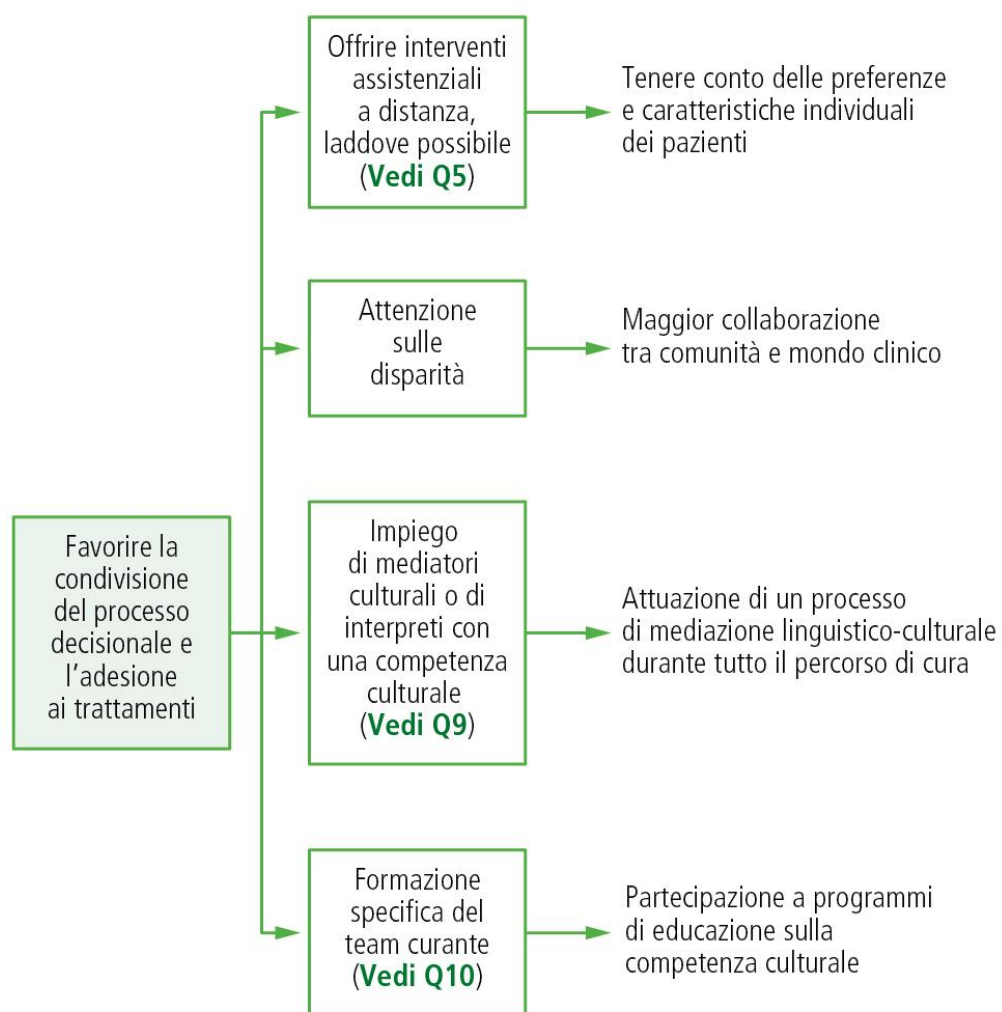 Offrire interventi
assistenziali
a distanza,
laddove possibile
(Vedi Q5)
Tenere conto delle preferenze
e caratteristiche individuali
dei pazienti
Attenzione
sulle
disparità
Maggior collaborazione
tra comunità e mondo clinico
Favorire la
condivisione
del processo
decisionale e
l’adesione
ai trattamenti
Impiego
di mediatori
culturali o di
interpreti con
una competenza
culturale
(Vedi Q9)
Attuazione di un processo
di mediazione linguistico-culturale
durante tutto il percorso di cura
Formazione
specifica del
team curante
(Vedi Q10)
Partecipazione a programmi
di educazione sulla
competenza culturale